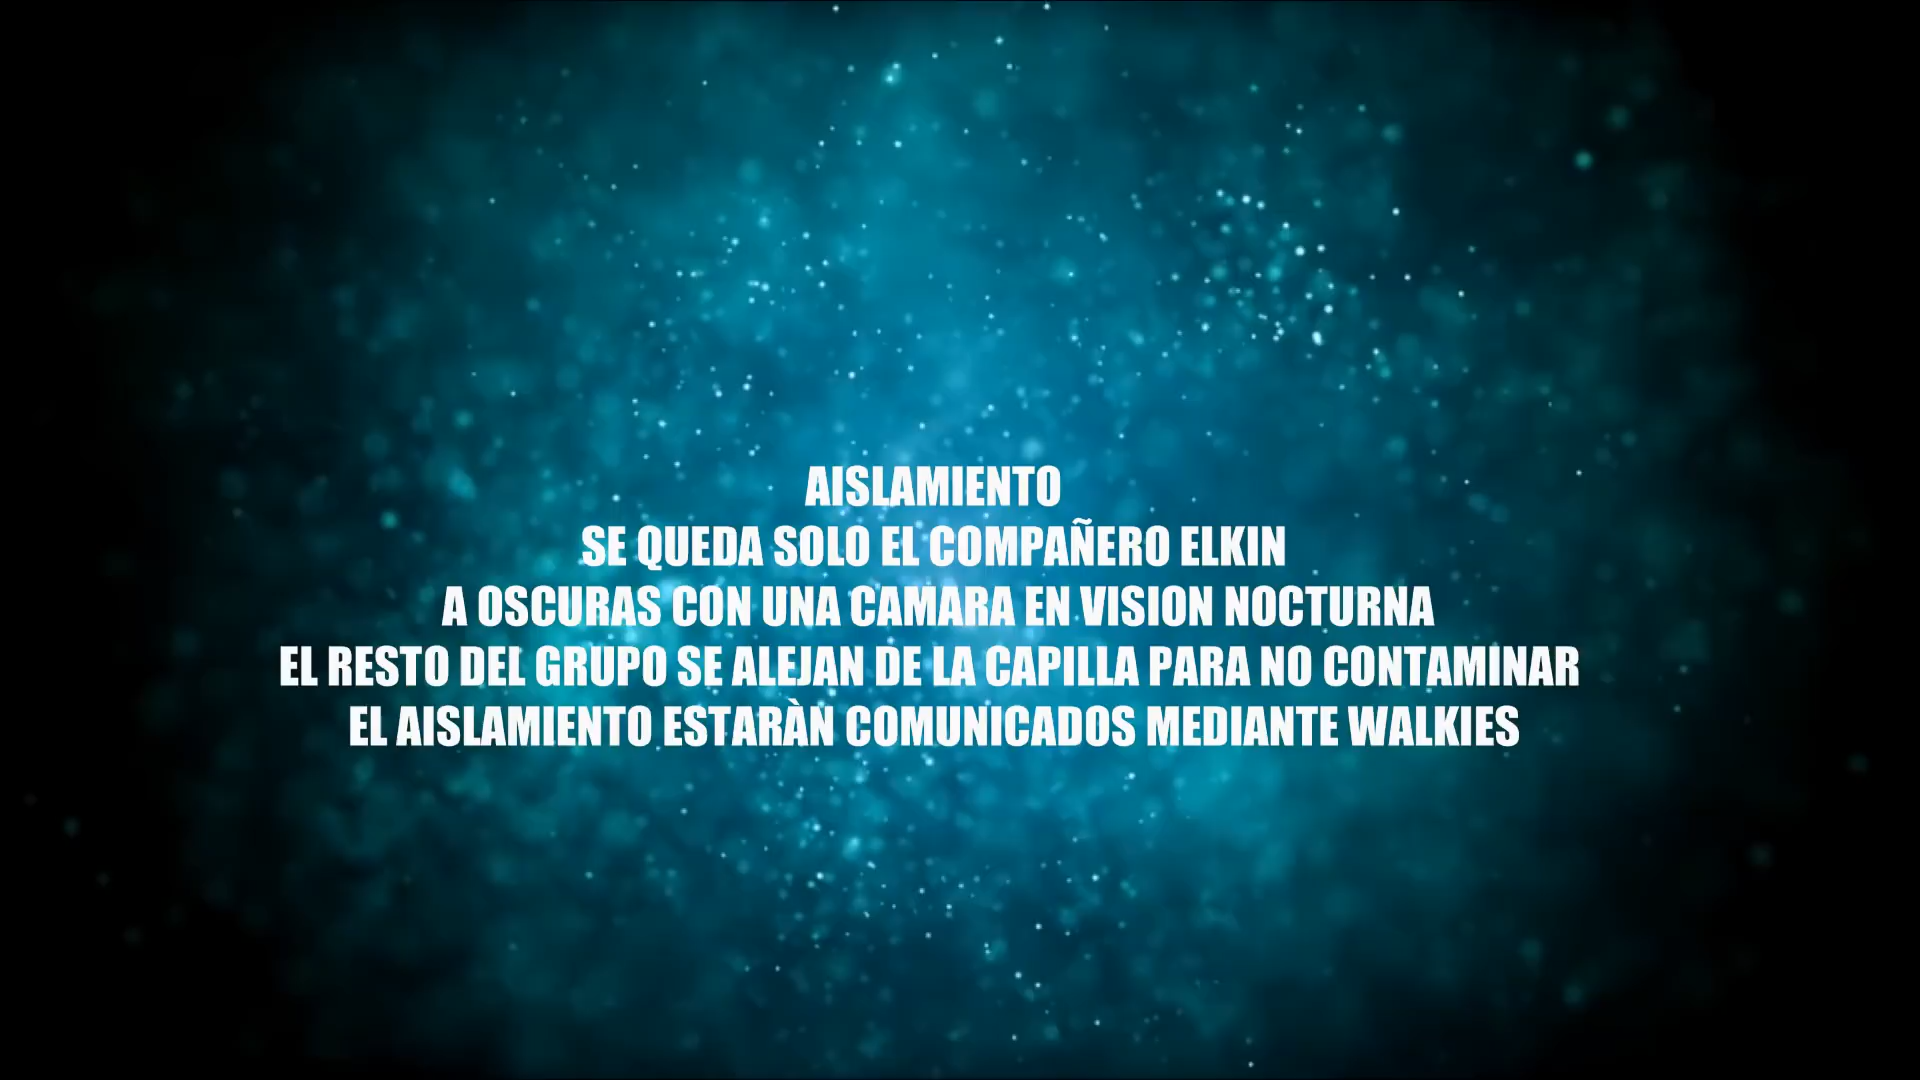 AISLAMIENTO
SE QUEDA SOLO EL COMPAÑERO ELKIN
A OSCURAS CON UNA CAMARA EN VISION NOCTURNA
EL RESTO DEL GRUPO SE ALEJAN DE LA CAPILLA PARA NO CONTAMINAR
EL AISLAMIENTO ESTARÀN COMUNICADOS MEDIANTE WALKIES